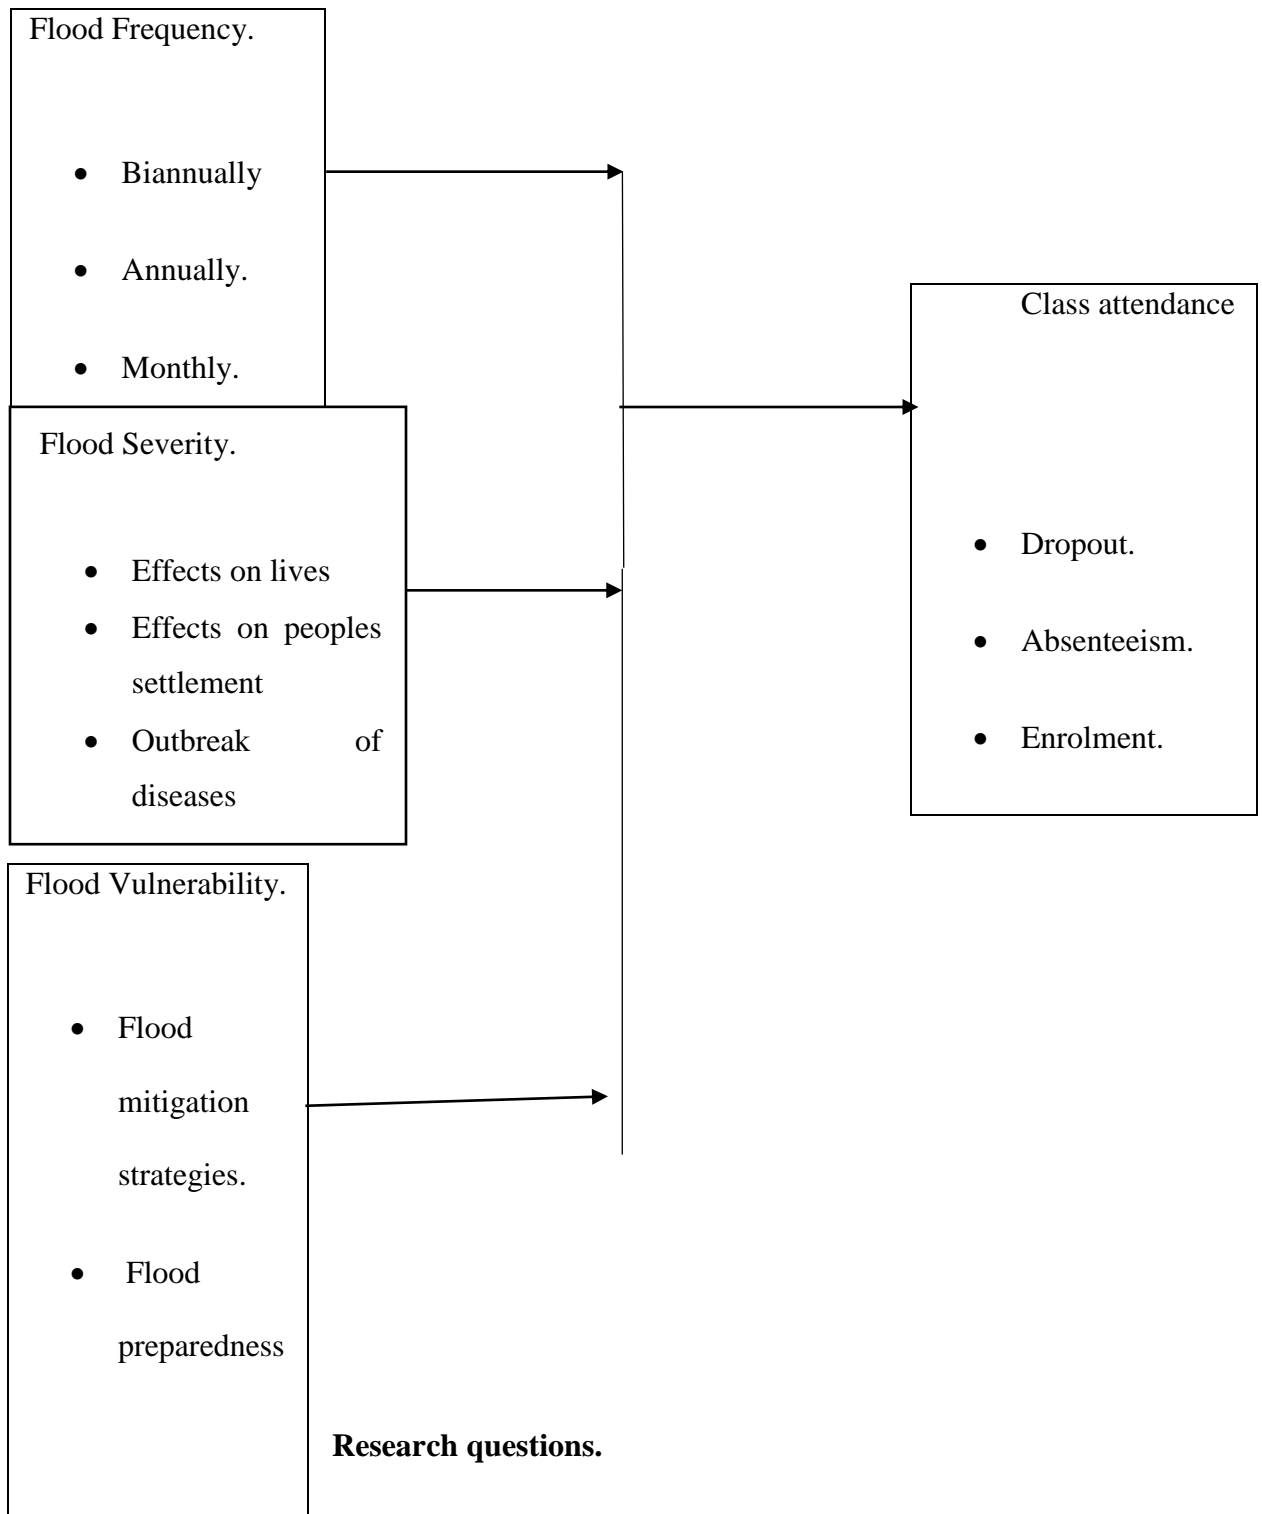 Flood Frequency.
• Biannually
• Annually.
• Monthly.
Flood Severity.
• Effects on lives
• Effects on peoples
settlement
• Outbreak of
diseases
Flood Vulnerability.
• Flood
mitigation
strategies.
• Flood
preparedness
Class attendance
• Dropout.
• Absenteeism.
• Enrolment.
Research questions.